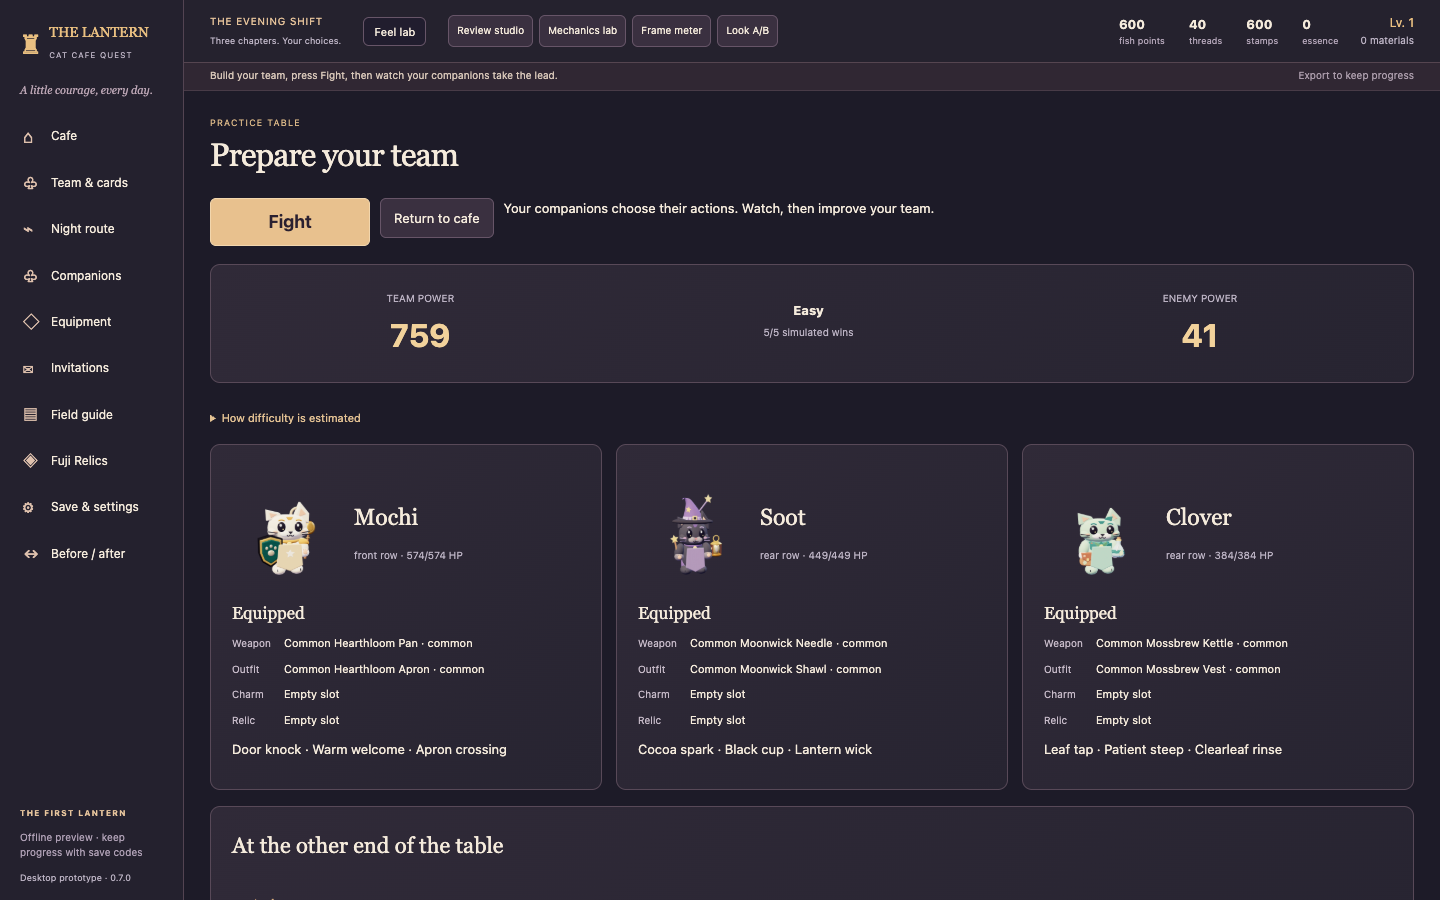 THE LANTERN
CAT CAFE QUEST
A little courage, every day.
Cafe
Team & cards
Night route
Companions
Equipment
Invitations
Field guide
Fuji Relics
Save & settings
Before / after
THE FIRST LANTERN
Offline preview · keep
progress with save codes
Desktop prototype · 0.7.0
THE EVENING SHIFT
Three chapters. Your choices.
Feel lab
Review studio
Mechanics lab
Frame meter
Look A/B
600
fish points
40
threads
600
stamps
0
essence
Lv. 1
0 materials
Build your team, press Fight, then watch your companions take the lead.
Export to keep progress
PRACTICE TABLE
Prepare your team
Fight
Return to cafe
Your companions choose their actions. Watch, then improve your team.
TEAM POWER
759
Easy
5/5 simulated wins
ENEMY POWER
41
How difficulty is estimated
Mochi
front row · 574/574 HP
Equipped
Weapon Common Hearthloom Pan · common
Outfit Common Hearthloom Apron · common
Charm Empty slot
Relic Empty slot
Door knock · Warm welcome · Apron crossing
Soot
rear row · 449/449 HP
Equipped
Weapon Common Moonwick Needle · common
Outfit Common Moonwick Shawl · common
Charm Empty slot
Relic Empty slot
Cocoa spark · Black cup · Lantern wick
Clover
rear row · 384/384 HP
Equipped
Weapon Common Mossbrew Kettle · common
Outfit Common Mossbrew Vest · common
Charm Empty slot
Relic Empty slot
Leaf tap · Patient steep · Clearleaf rinse
At the other end of the table